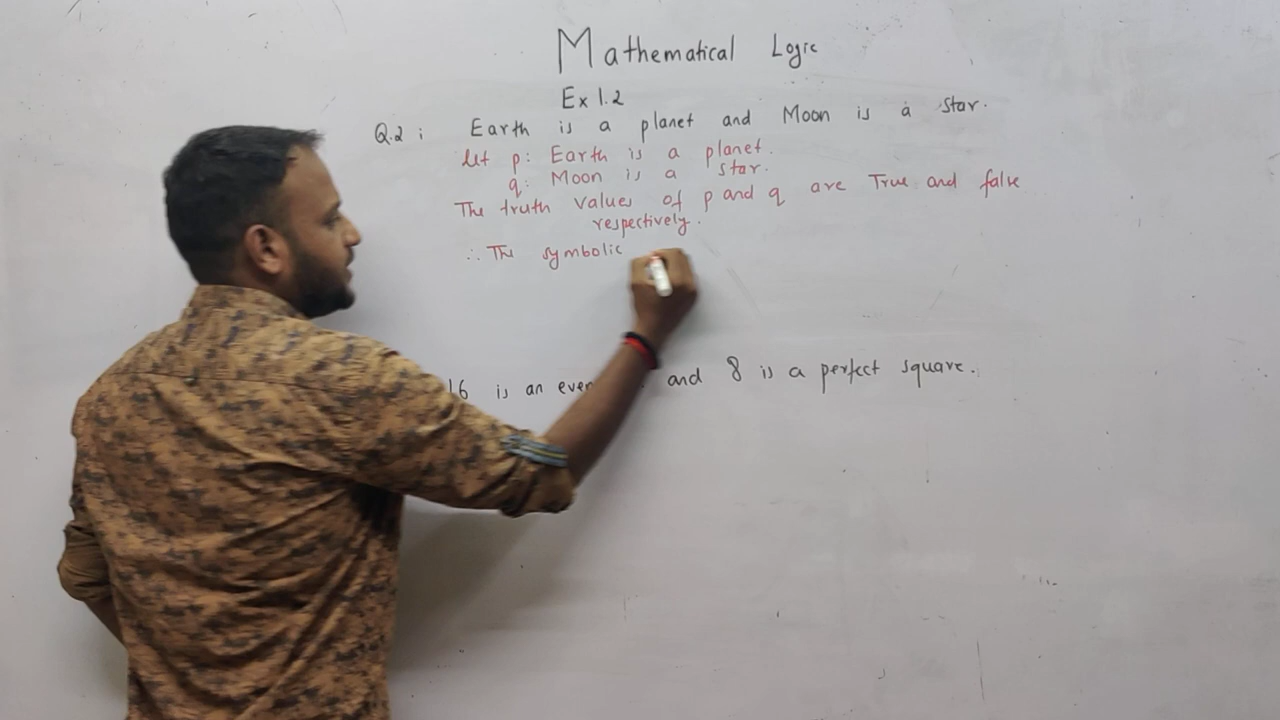 Mathematical Logic
Ex 1.2
Q.2 : Earth is a planet and Moon is a star.
let p: Earth is a planet.
q: Moon is a star.
The truth values of p and q are True and false
respectively.
∴ The symbolic
16 is an even and 8 is a perfect square.